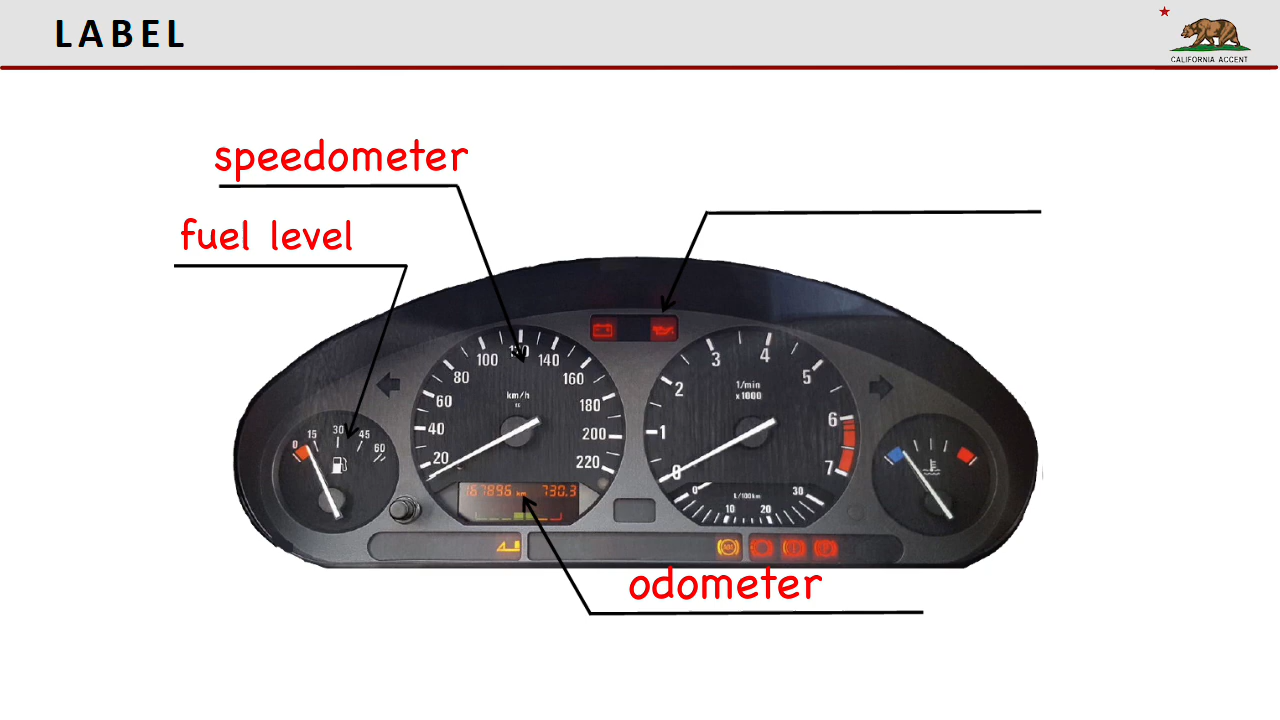 LABEL
CALIFORNIA ACCENT
speedometer
fuel level
20
40
60
80
100
140
160
180
200
220
km/h
0
15
30
45
60
167896 km 730.3
0
1
2
3
4
5
6
7
1/min
x1000
0
10
20
30
L/100km
odometer